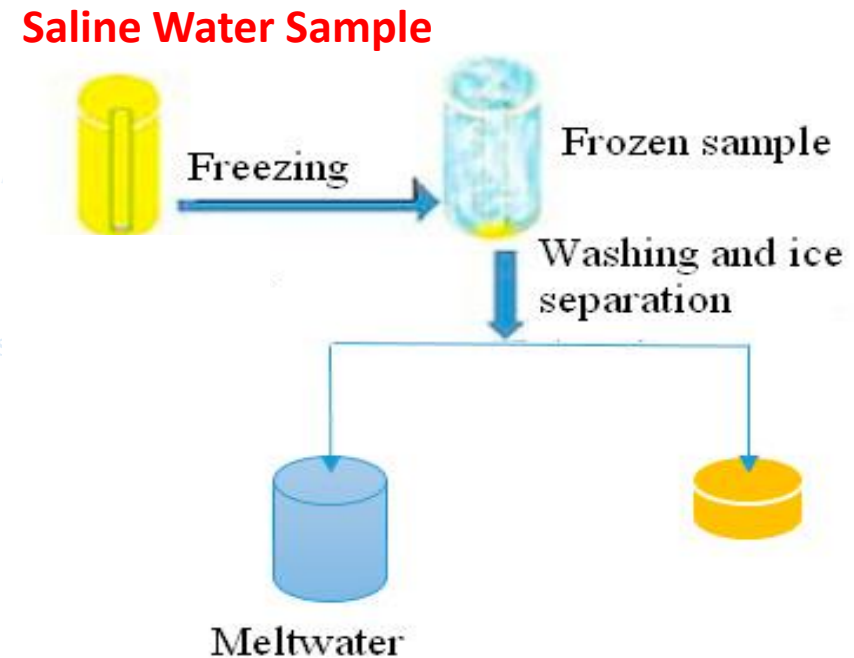 Saline Water Sample
Freezing
Frozen sample
Washing and ice
separation
Meltwater